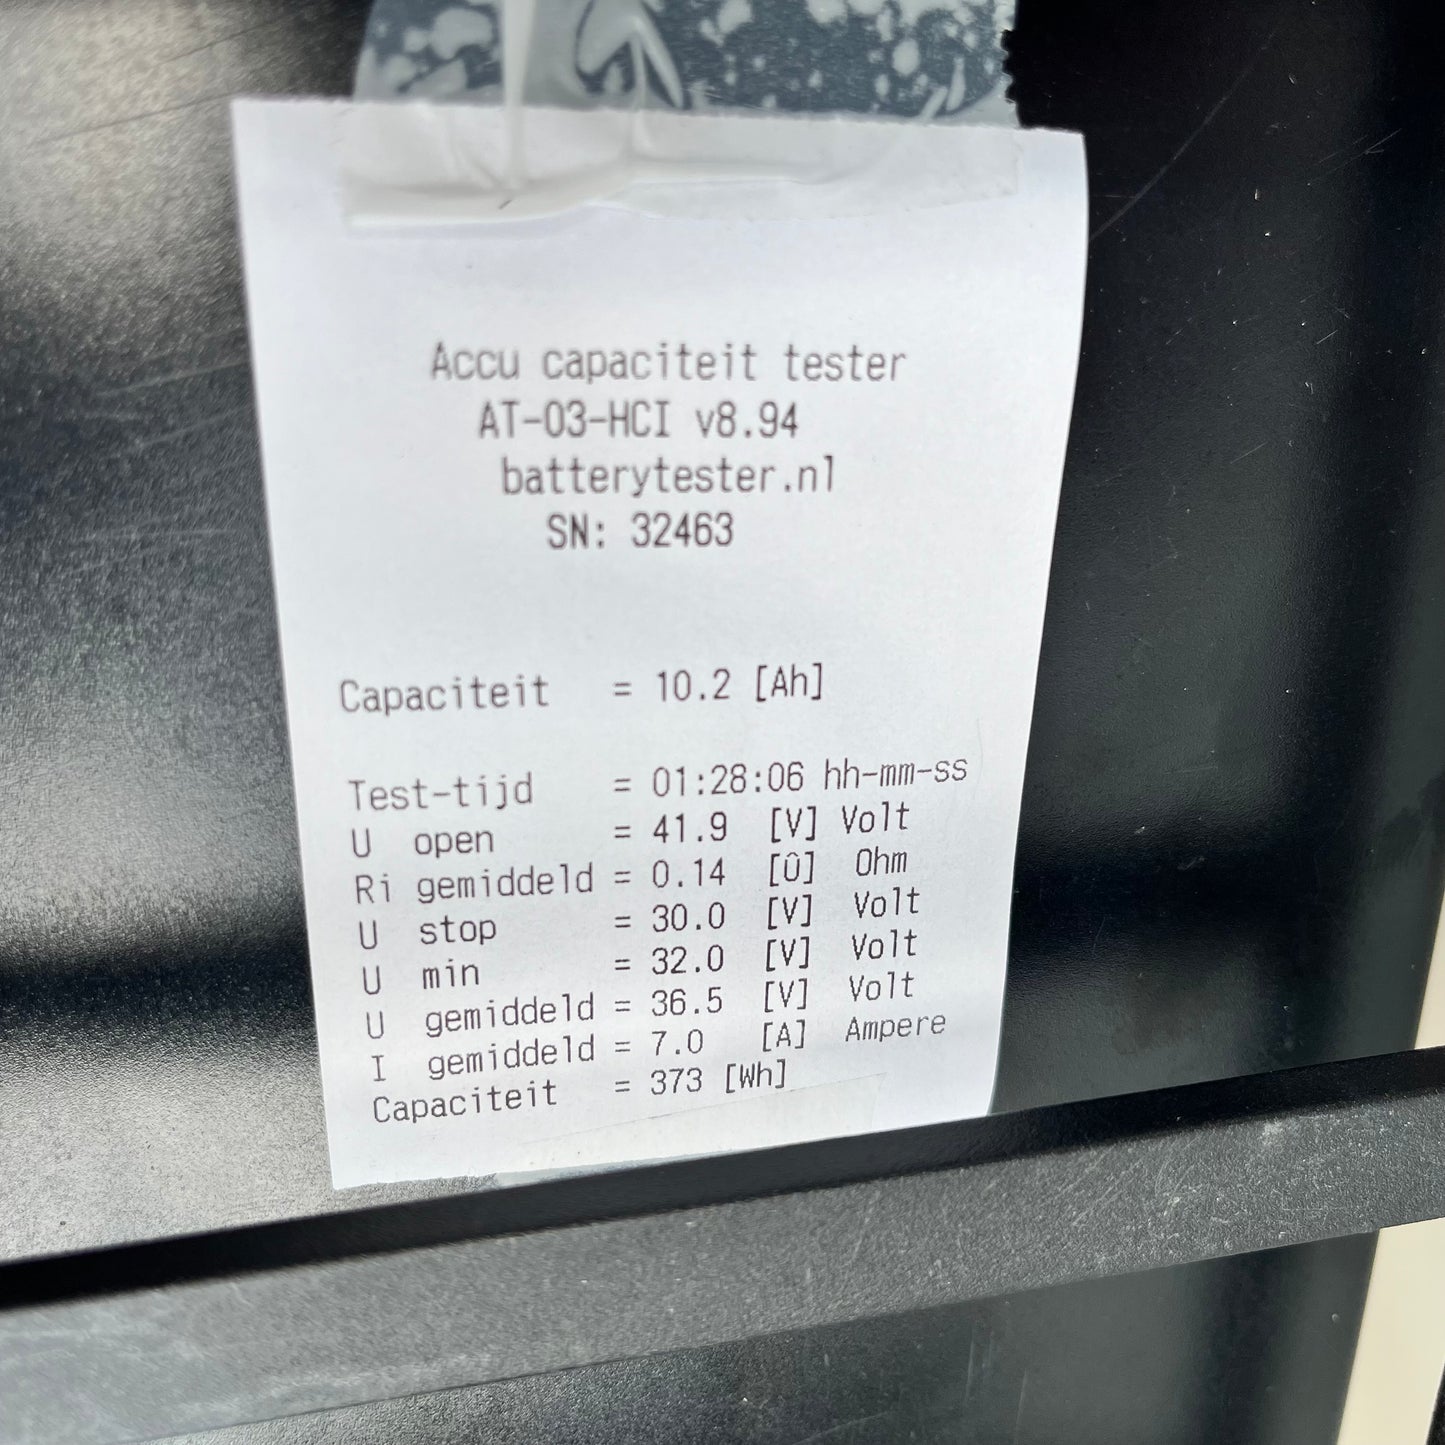 Accu capaciteit tester
AT-03-HCI v8.94
batterytester.nl
SN: 32463
Capaciteit = 10.2 [Ah]
Test-tijd = 01:28:06 hh-mm-ss
U open = 41.9 [V] Volt
Ri gemiddeld = 0.14 [Û] Ohm
U stop = 30.0 [V] Volt
U min = 32.0 [V] Volt
U gemiddeld = 36.5 [V] Volt
I gemiddeld = 7.0 [A] Ampere
Capaciteit = 373 [Wh]